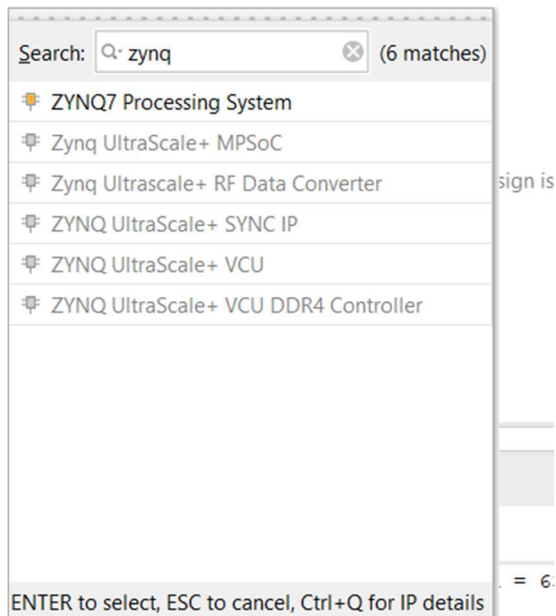 Search: zynq (6 matches)
ZYNQ7 Processing System
Zynq UltraScale+ MPSoC
Zynq Ultrascale+ RF Data Converter
sign is
ZYNQ UltraScale+ SYNC IP
ZYNQ UltraScale+ VCU
ZYNQ UltraScale+ VCU DDR4 Controller
= 6
ENTER to select, ESC to cancel, Ctrl+Q for IP details